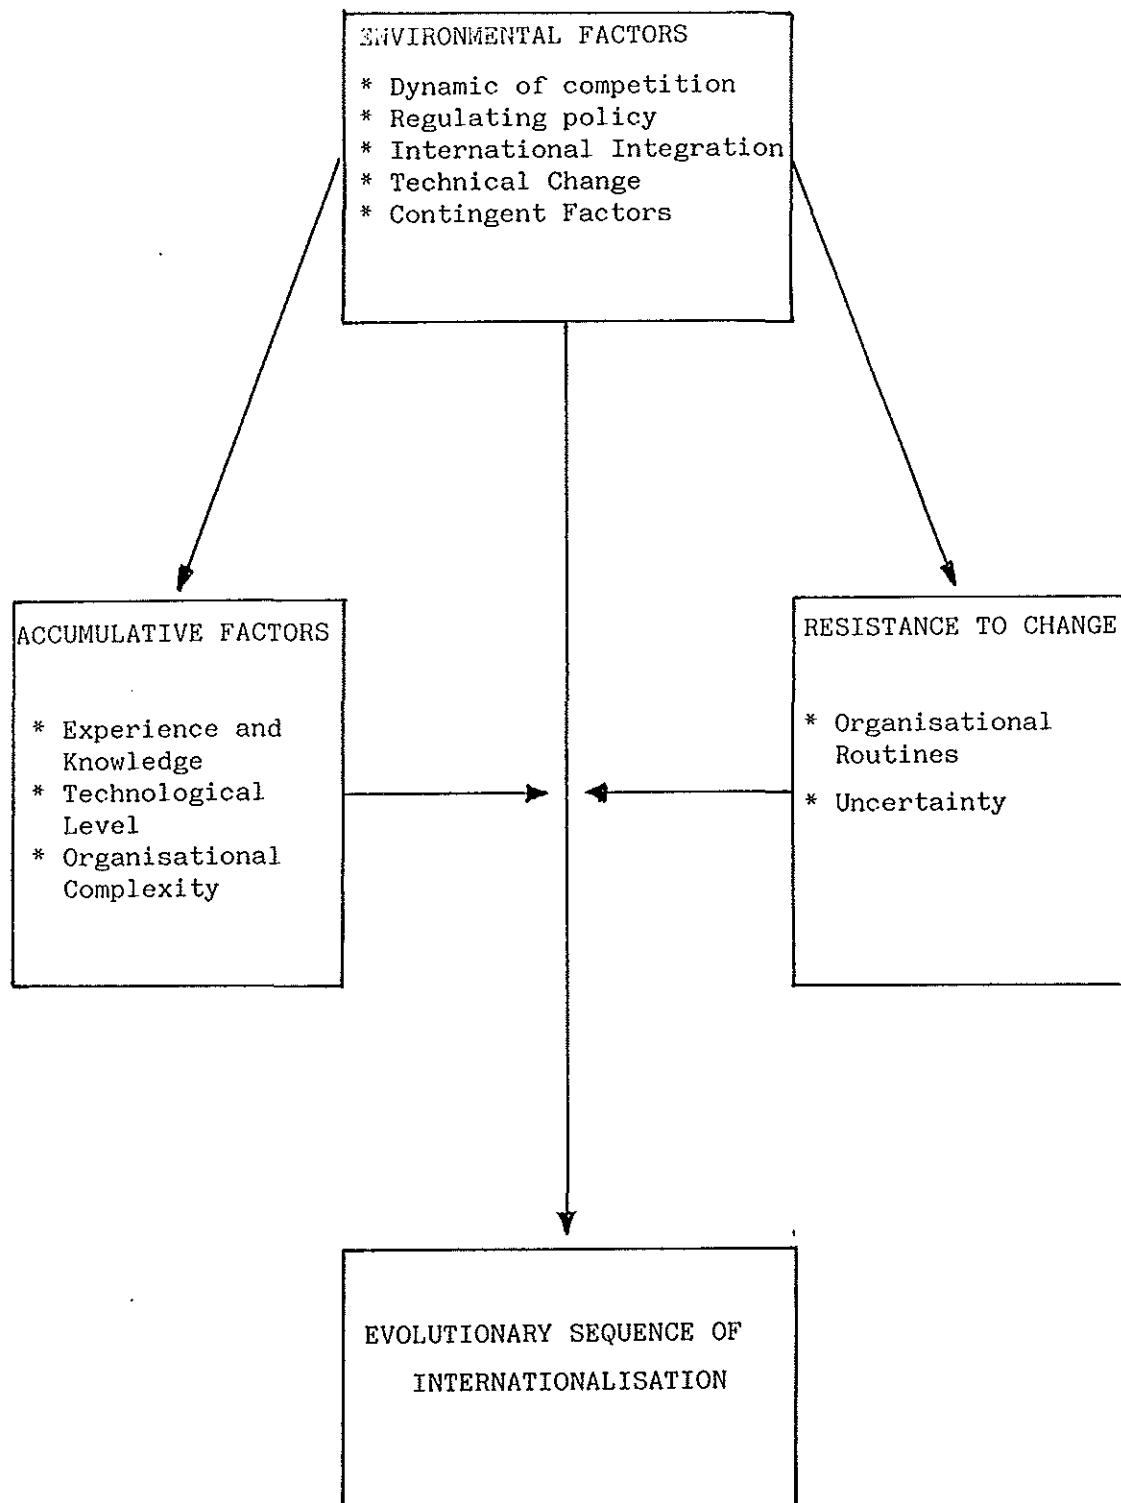 ENVIRONMENTAL FACTORS
* Dynamic of competition
* Regulating policy
* International Integration
* Technical Change
* Contingent Factors
ACCUMULATIVE FACTORS
* Experience and
Knowledge
* Technological
Level
* Organisational
Complexity
RESISTANCE TO CHANGE
* Organisational
Routines
* Uncertainty
EVOLUTIONARY SEQUENCE OF
INTERNATIONALISATION